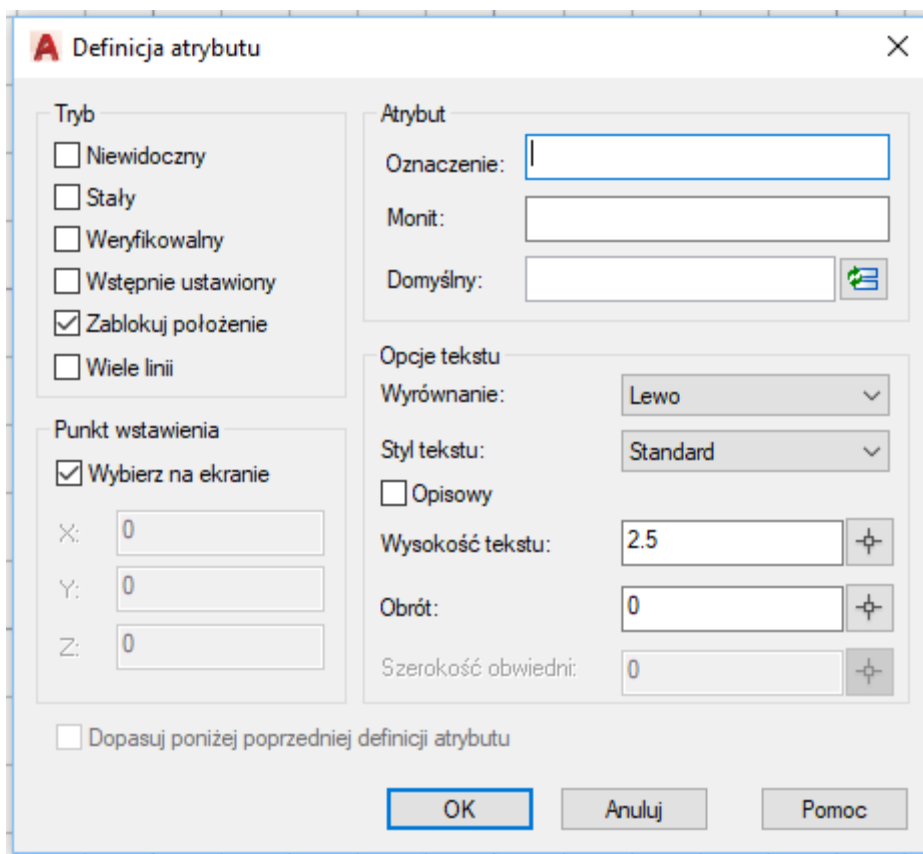 Definicja atrybutu
Tryb
Niewidoczny
Stały
Weryfikowalny
Wstępnie ustawiony
Zablokuj położenie
Wiele linii
Punkt wstawienia
Wybierz na ekranie
X: 0
Y: 0
Z: 0
Atrybut
Oznaczenie:
Monit:
Domyślny:
Opcje tekstu
Wyrównanie: Lewo
Styl tekstu: Standard
Opisowy
Wysokość tekstu: 2.5
Obrót: 0
Szerokość obwiedni: 0
Dopasuj poniżej poprzedniej definicji atrybutu
OK Anuluj Pomoc